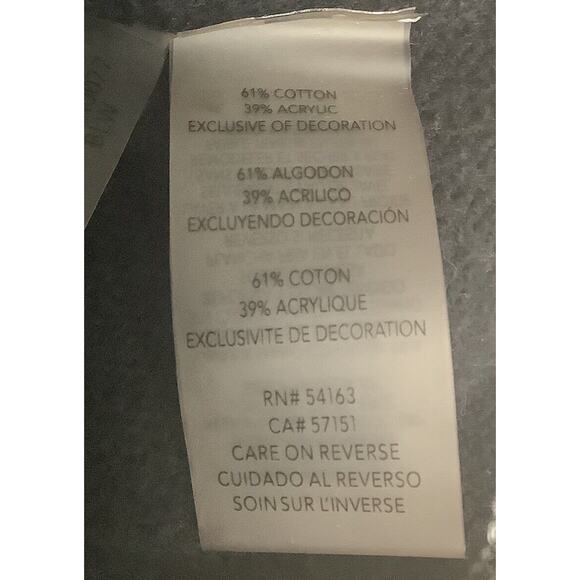 61% COTTON
39% ACRYLIC
EXCLUSIVE OF DECORATION
61% ALGODON
39% ACRILICO
EXCLUYENDO DECORACIÓN
61% COTON
39% ACRYLIQUE
EXCLUSIVITE DE DECORATION
RN# 54163
CA# 57151
CARE ON REVERSE
CUIDADO AL REVERSO
SOIN SUR L'INVERSE